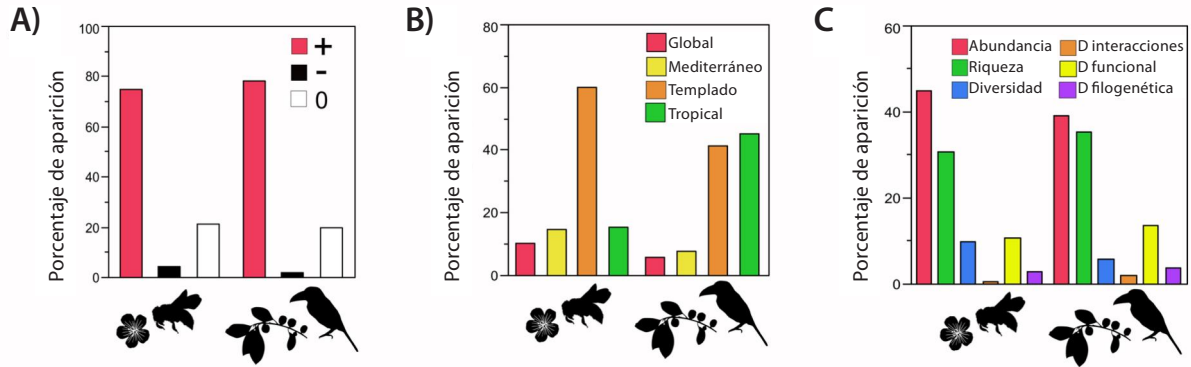 A)
Porcentaje de aparición
100
80
60
40
20
0
+
-
0
B)
Porcentaje de aparición
80
60
40
20
0
Global
Mediterráneo
Templado
Tropical
C
Porcentaje de aparición
60
40
20
0
Abundancia
Riqueza
Diversidad
D interacciones
D funcional
D filogenética